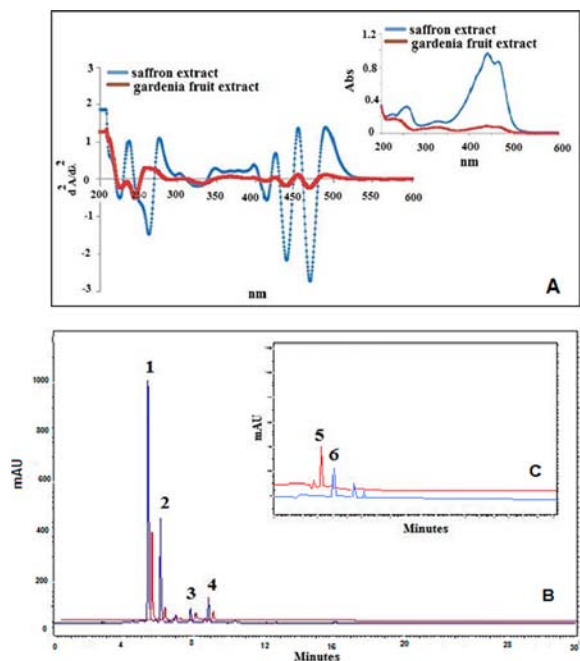 saffron extract
gardenia fruit extract
3
2
1
0
-1
-2
-3
d²A/dλ²
200 250 300 350 400 450 500 550 600
nm
saffron extract
gardenia fruit extract
1.2
0.8
0.4
0
Abs
200 300 400 500 600
nm
A
1000
800
600
400
200
0
mAU
1
2
3
4
0 4 8 12 16 20
Minutes
B
mAU
5
6
Minutes
C